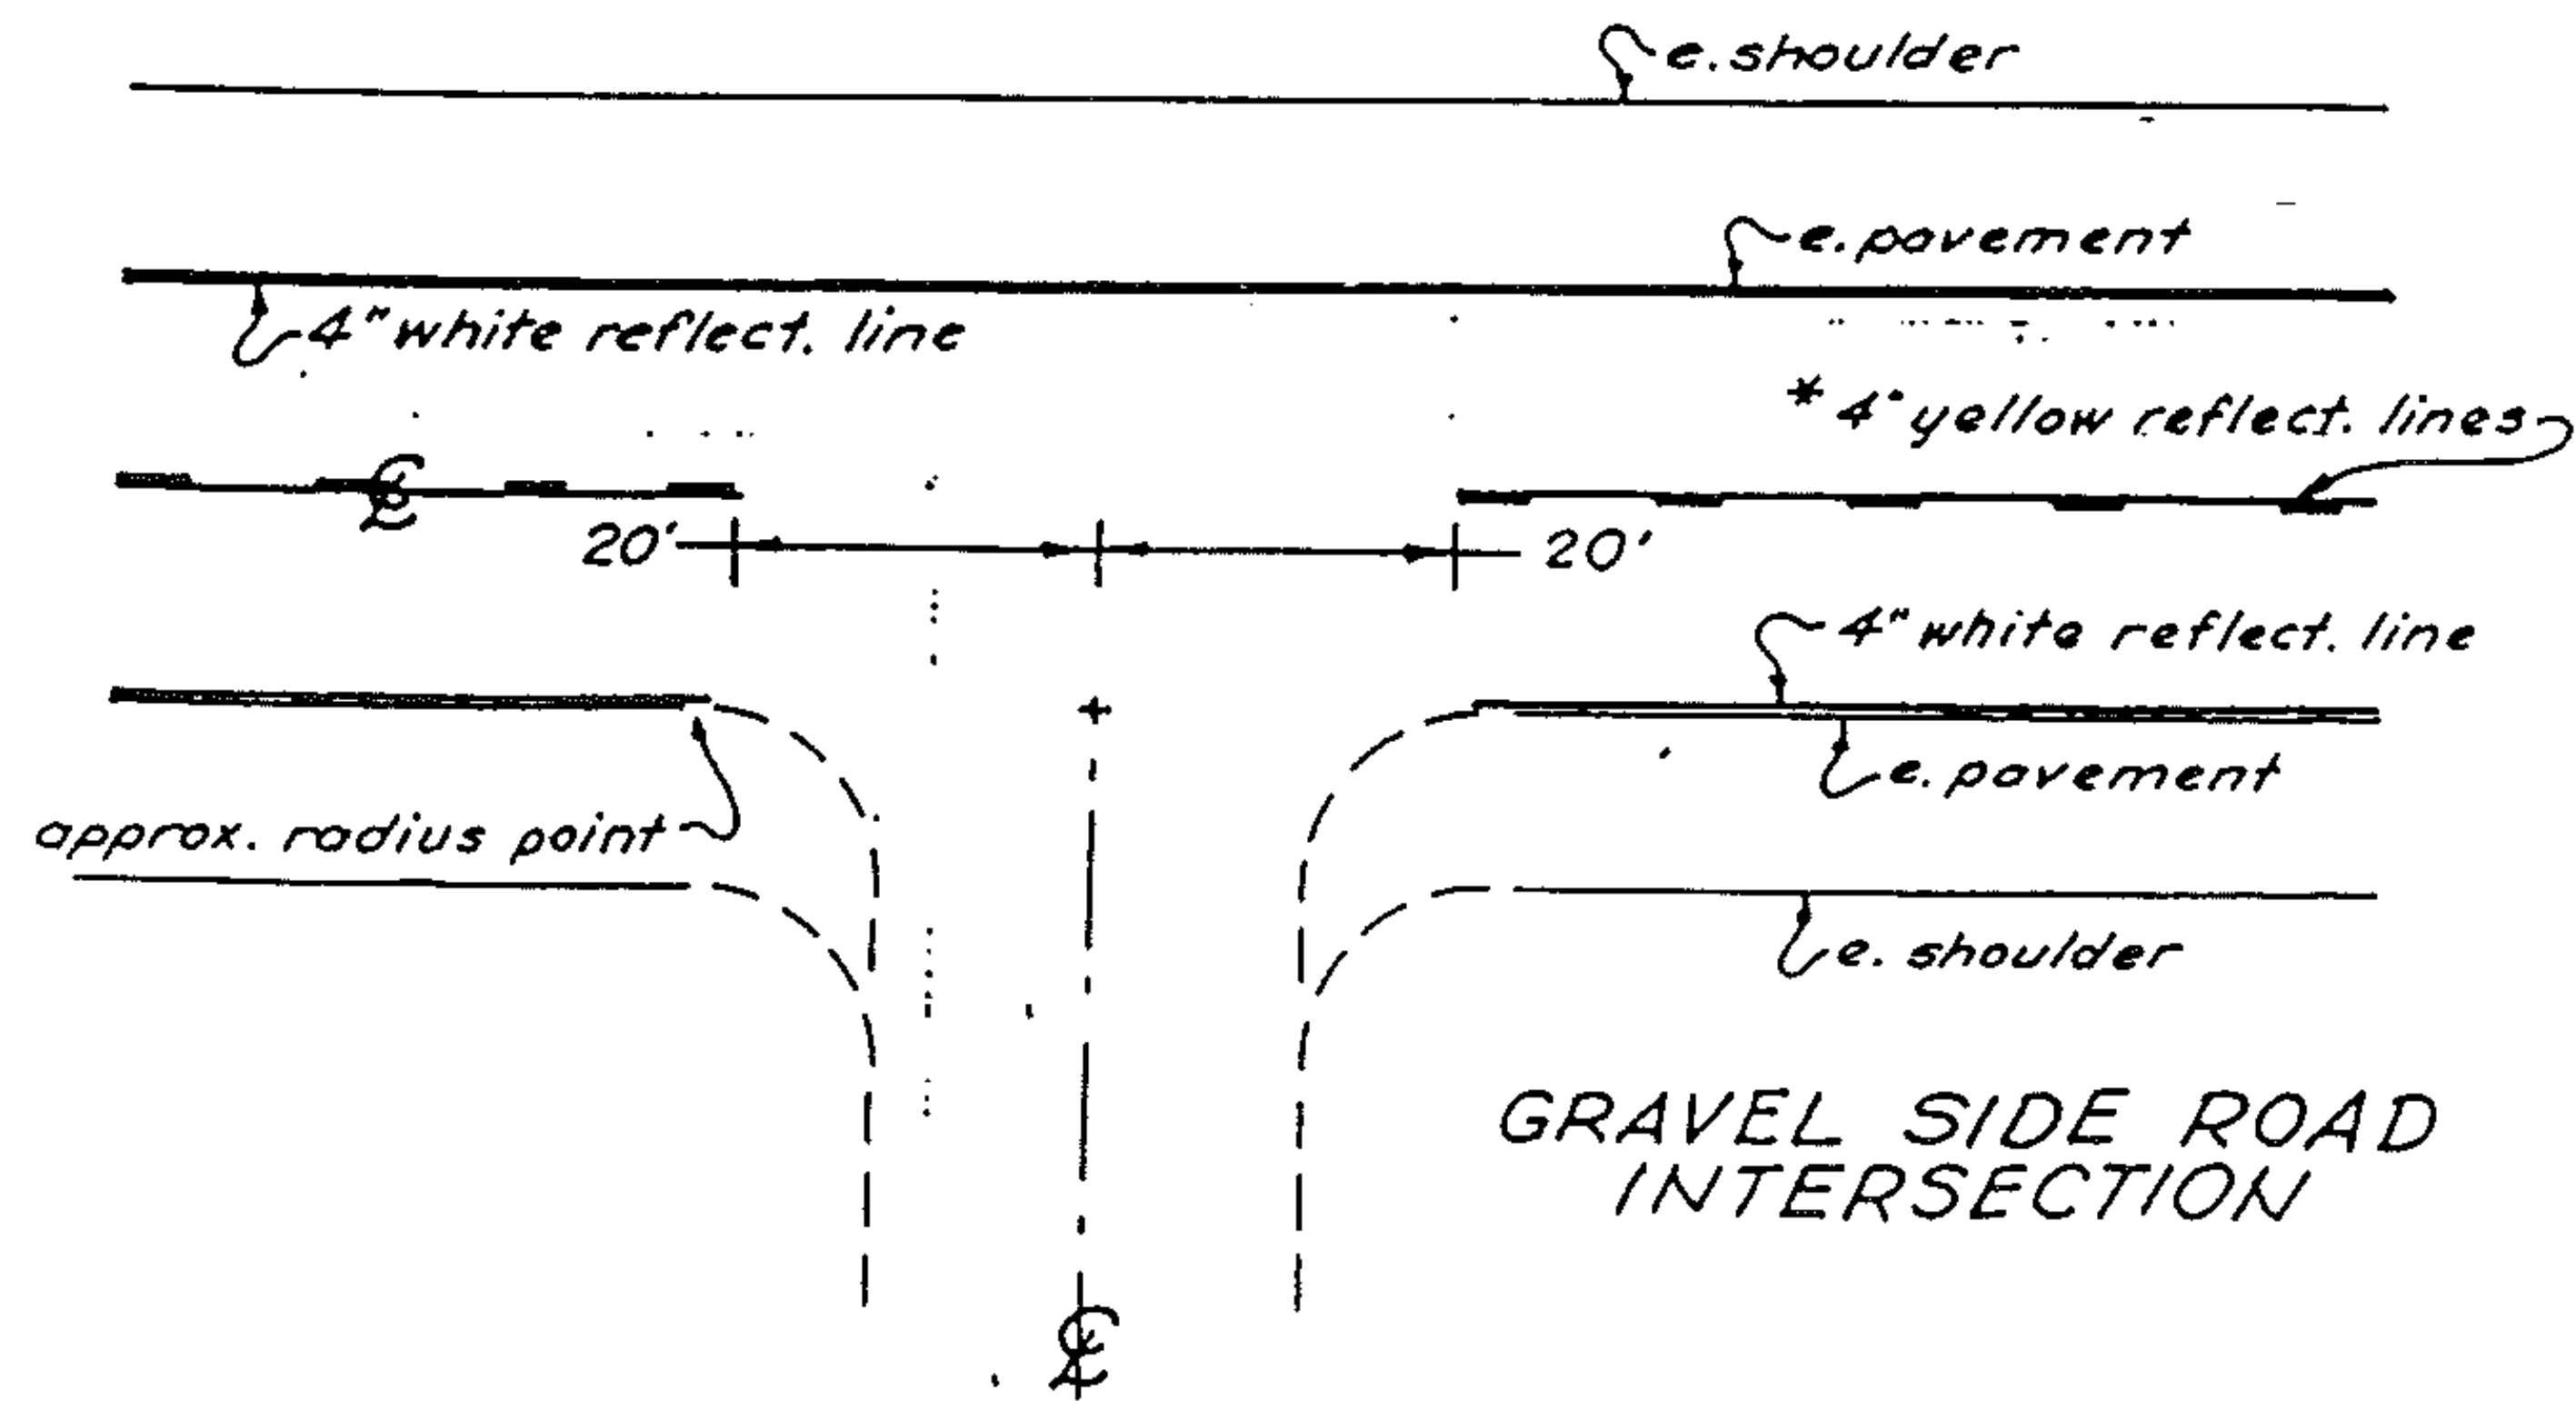 e. shoulder
e. pavement
4" white reflect. line
* 4" yellow reflect. lines
℄
20'
20'
4" white reflect. line
e. pavement
approx. radius point
e. shoulder
GRAVEL SIDE ROAD
INTERSECTION
℄